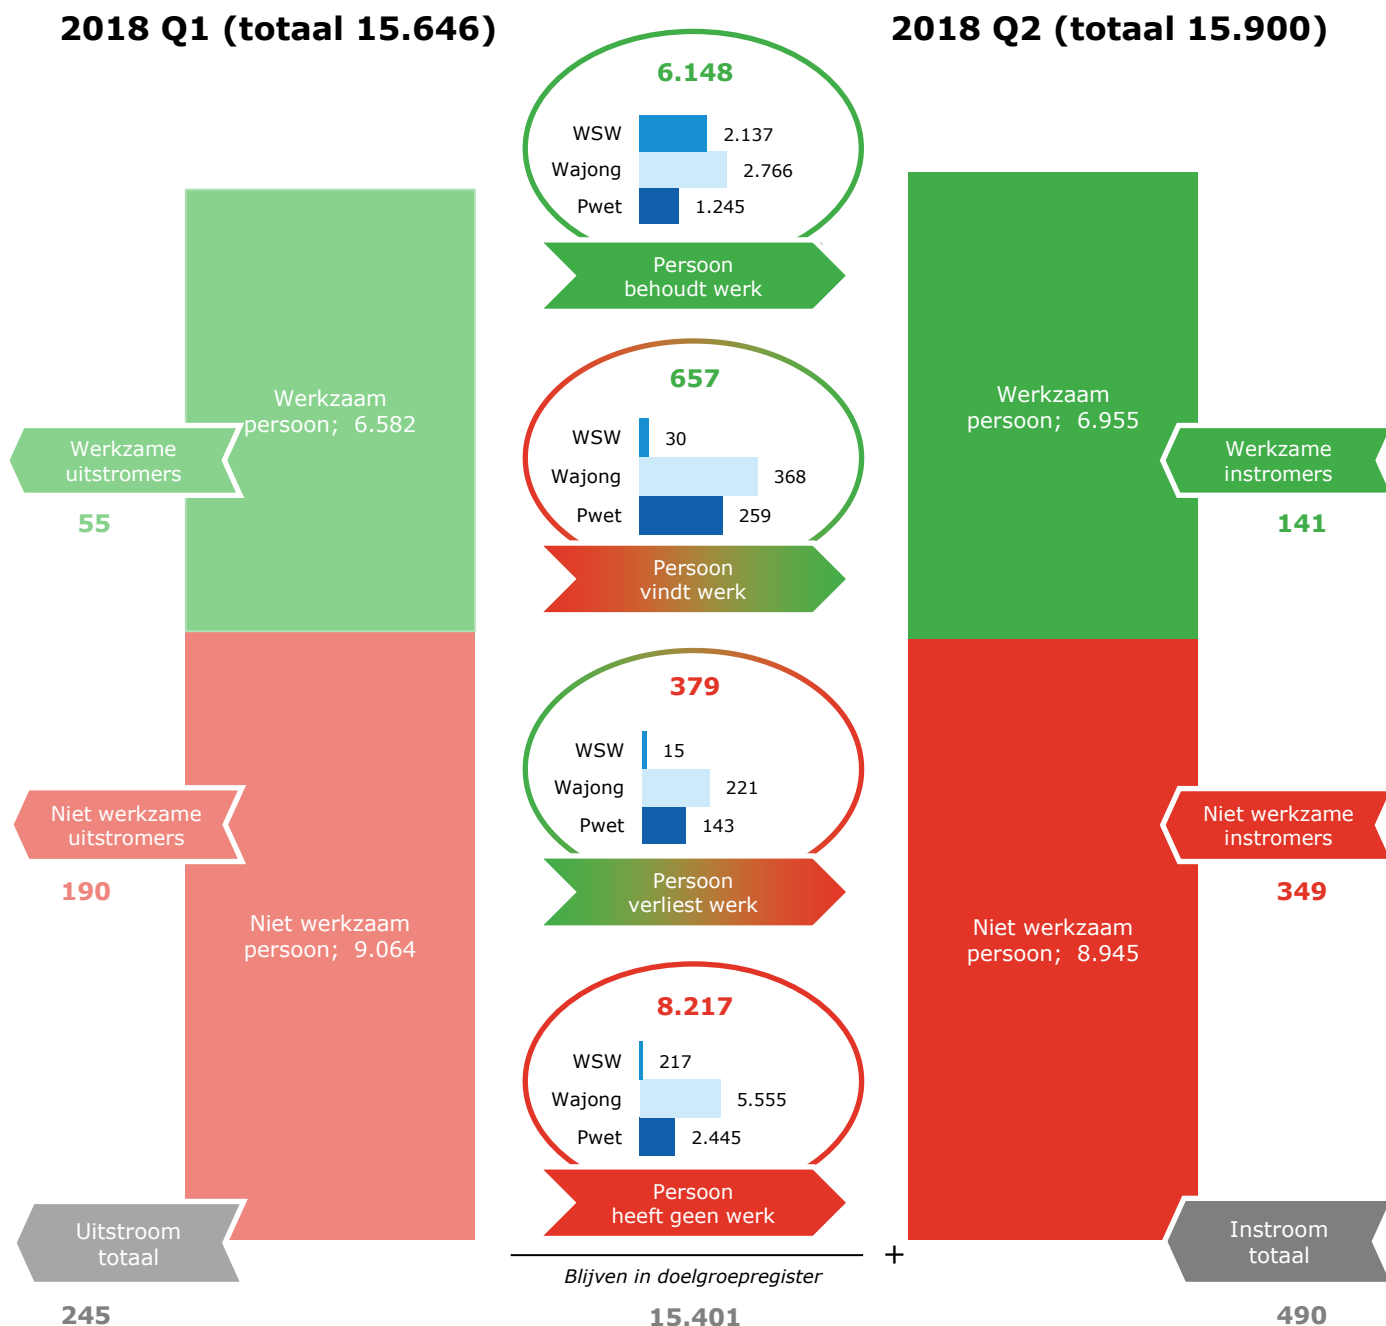 2018 Q1 (totaal 15.646)
2018 Q2 (totaal 15.900)
6.148
WSW 2.137
Wajong 2.766
Pwet 1.245
Persoon
behoudt werk
657
WSW 30
Wajong 368
Pwet 259
Persoon
vindt werk
379
WSW 15
Wajong 221
Pwet 143
Persoon
verliest werk
8.217
WSW 217
Wajong 5.555
Pwet 2.445
Persoon
heeft geen werk
Blijven in doelgroepregister
15.401
+
Werkzaam
persoon; 6.582
Werkzame
uitstromers
55
Niet werkzame
uitstromers
190
Niet werkzaam
persoon; 9.064
Uitstroom
totaal
245
Werkzaam
persoon; 6.955
Werkzame
instromers
141
Niet werkzame
instromers
349
Niet werkzaam
persoon; 8.945
Instroom
totaal
490